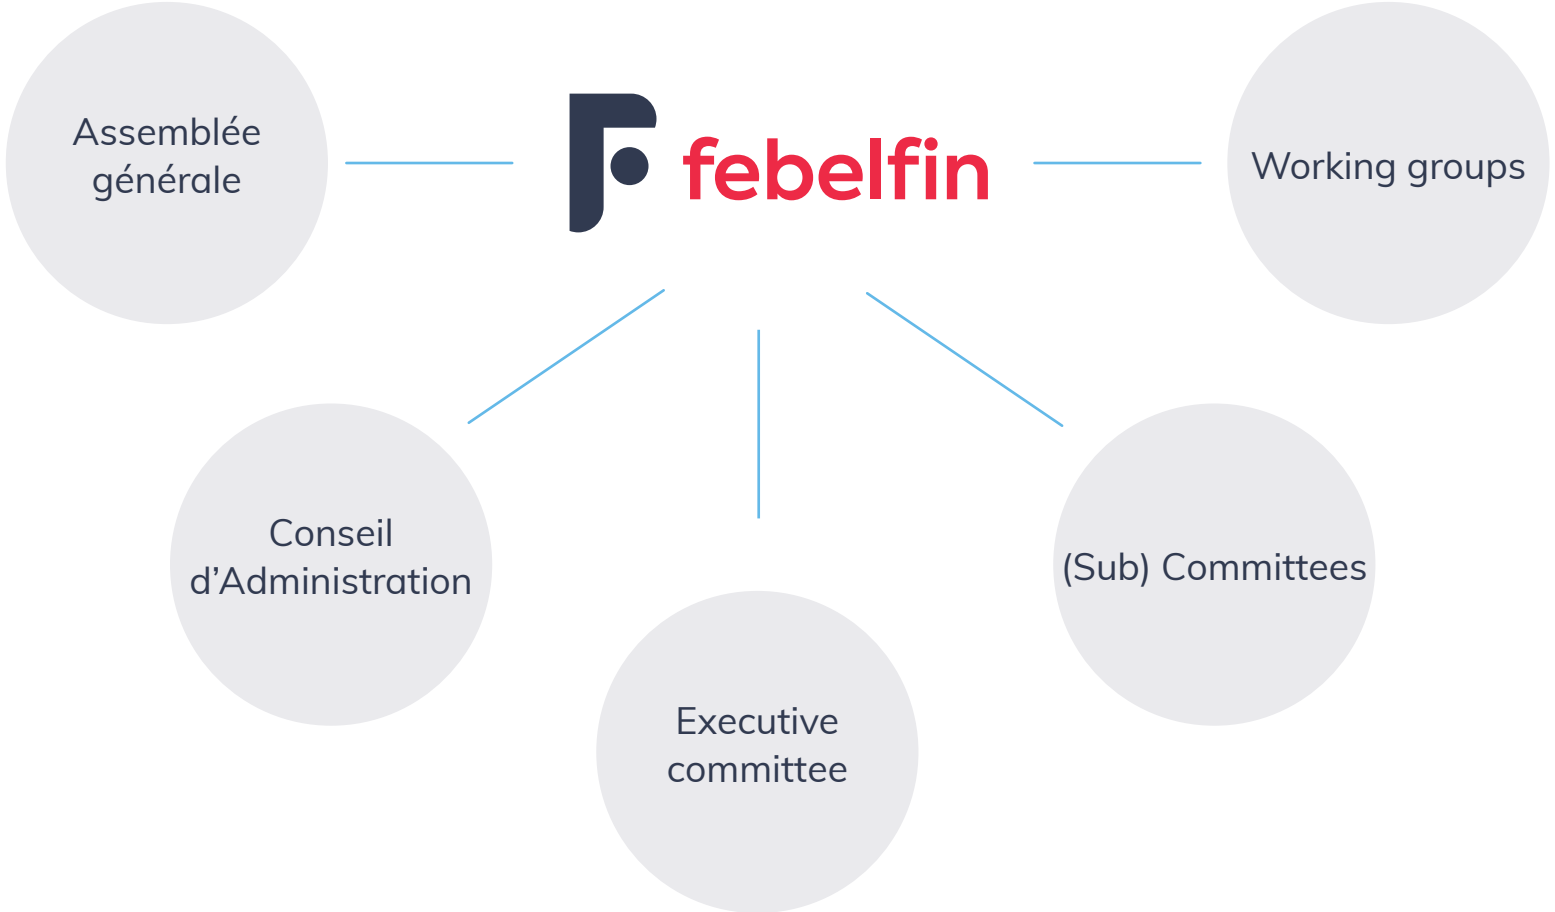 Assemblée
générale
febelfin
Working groups
Conseil
d’Administration
Executive
committee
(Sub) Committees